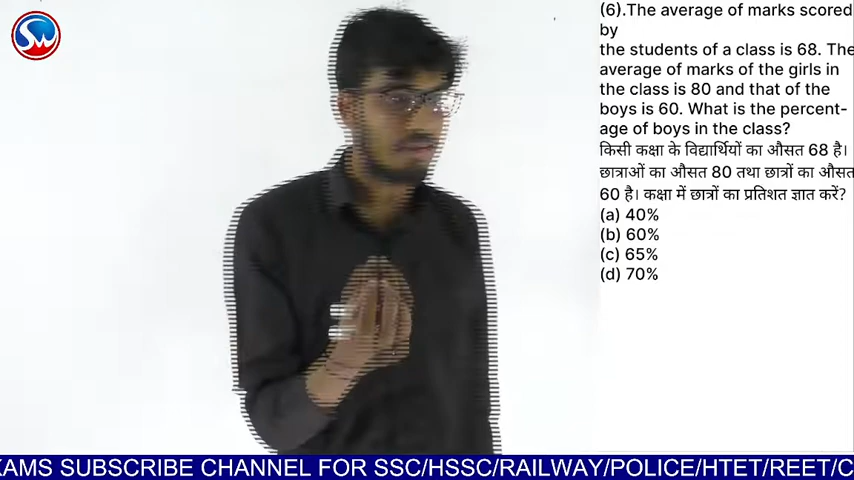 SW
(6).The average of marks scored
by
the students of a class is 68. The
average of marks of the girls in
the class is 80 and that of the
boys is 60. What is the percent-
age of boys in the class?
किसी कक्षा के विद्यार्थियों का औसत 68 है।
छात्राओं का औसत 80 तथा छात्रों का औसत
60 है। कक्षा में छात्रों का प्रतिशत ज्ञात करें?
(a) 40%
(b) 60%
(c) 65%
(d) 70%
XAMS SUBSCRIBE CHANNEL FOR SSC/HSSC/RAILWAY/POLICE/HTET/REET/C